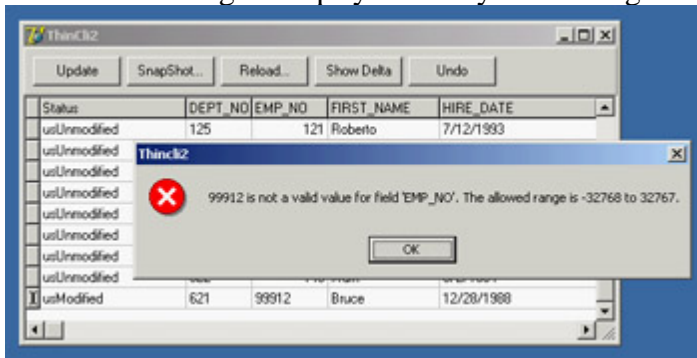 ThinCli2
Update SnapShot... Reload... Show Delta Undo
Status DEPT_NO EMP_NO FIRST_NAME HIRE_DATE
usUnmodified 125 121 Roberto 7/12/1993
usUnmodified
Thincli2
usUnmodified
usUnmodified
99912 is not a valid value for field 'EMP_NO'. The allowed range is -32768 to 32767.
usUnmodified
usUnmodified
OK
usUnmodified
usUnmodified
usModified 621 99912 Bruce 12/28/1988